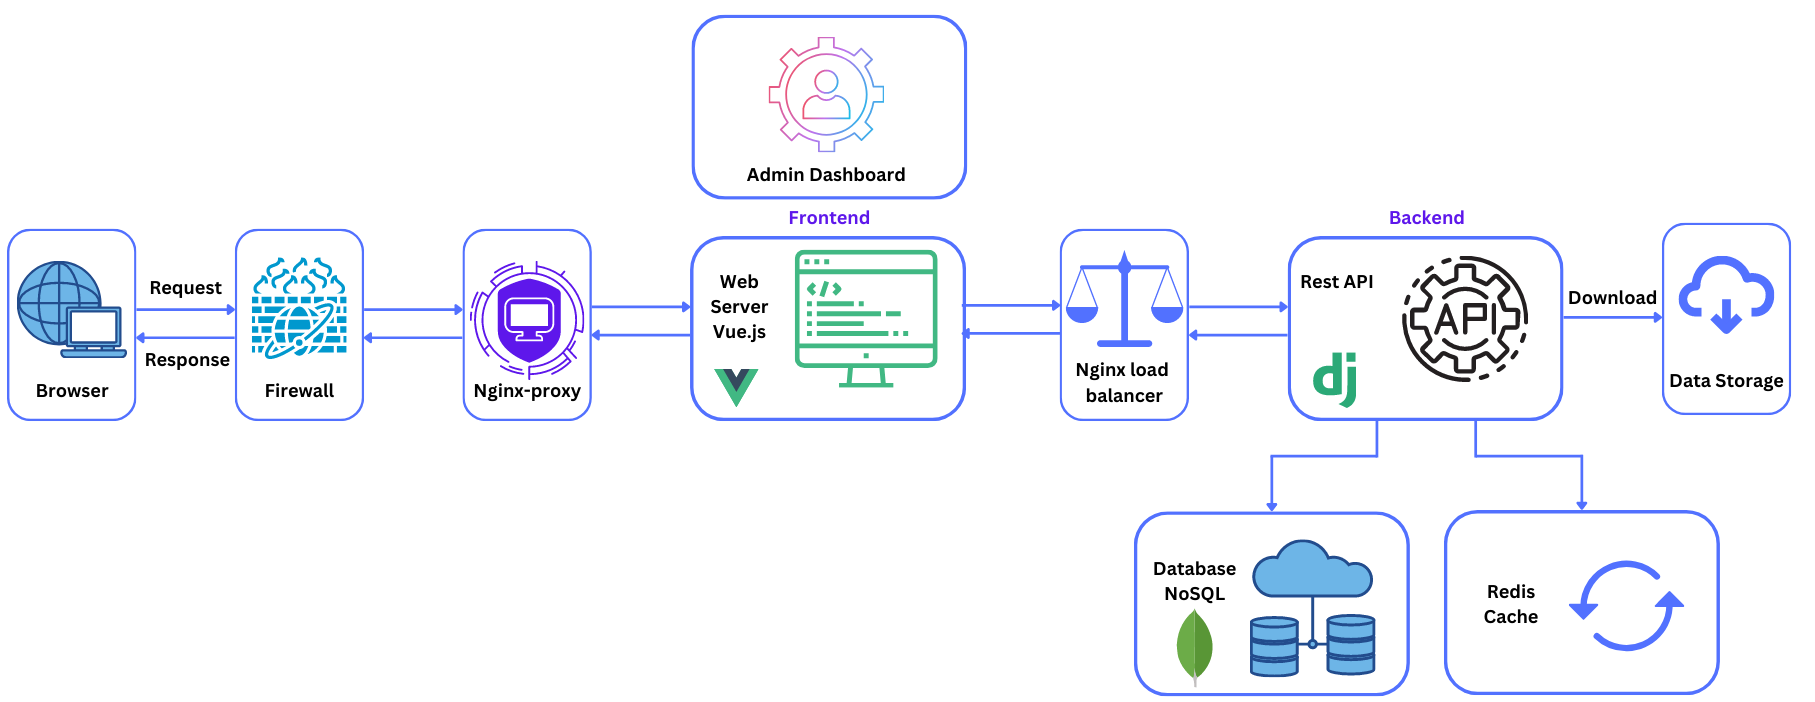 Admin Dashboard
Frontend
Backend
Browser
Request
Response
Firewall
Nginx-proxy
Web
Server
Vue.js
</>
Nginx load
balancer
Rest API
API
dj
Download
Data Storage
Database
NoSQL
Redis
Cache